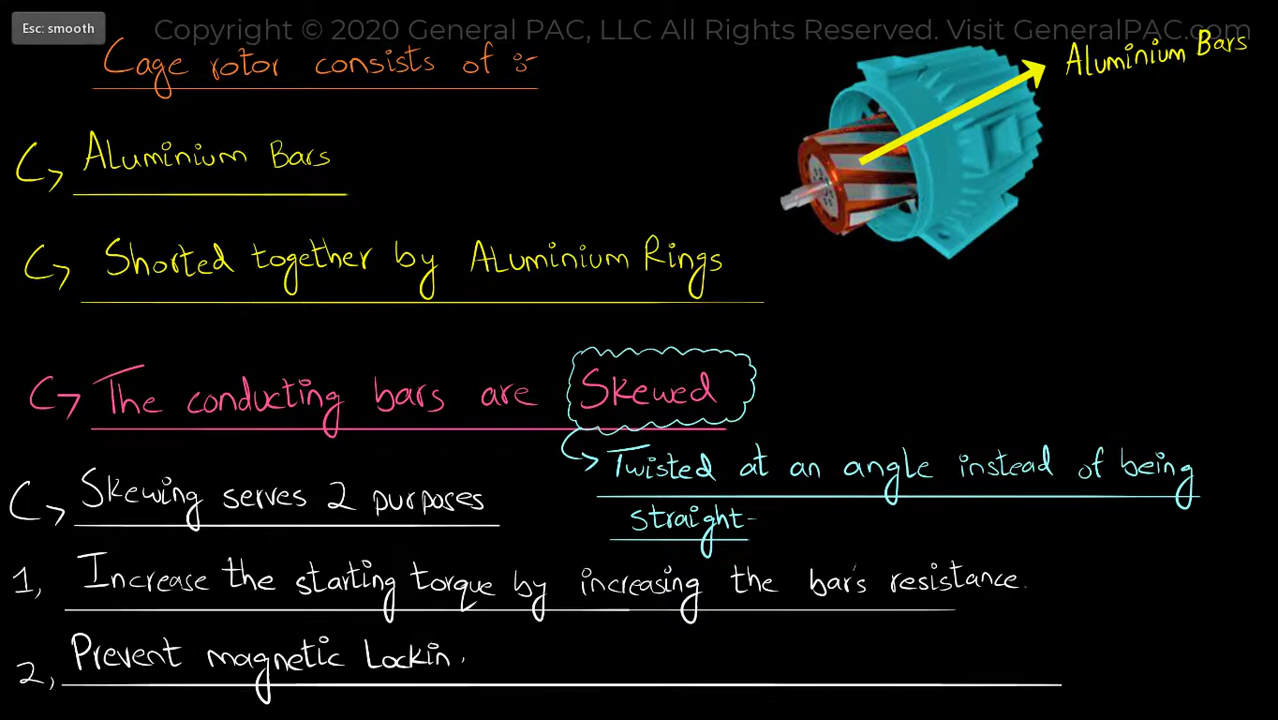 Esc: smooth
Copyright © 2020 General PAC, LLC All Rights Reserved. Visit GeneralPAC.com
Cage rotor consists of :-
Aluminium Bars
Aluminium Bars
Shorted together by Aluminium Rings
The conducting bars are Skewed
Twisted at an angle instead of being
straight-
Skewing serves 2 purposes
1, Increase the starting torque by increasing the bar's resistance.
2, Prevent magnetic Lockin